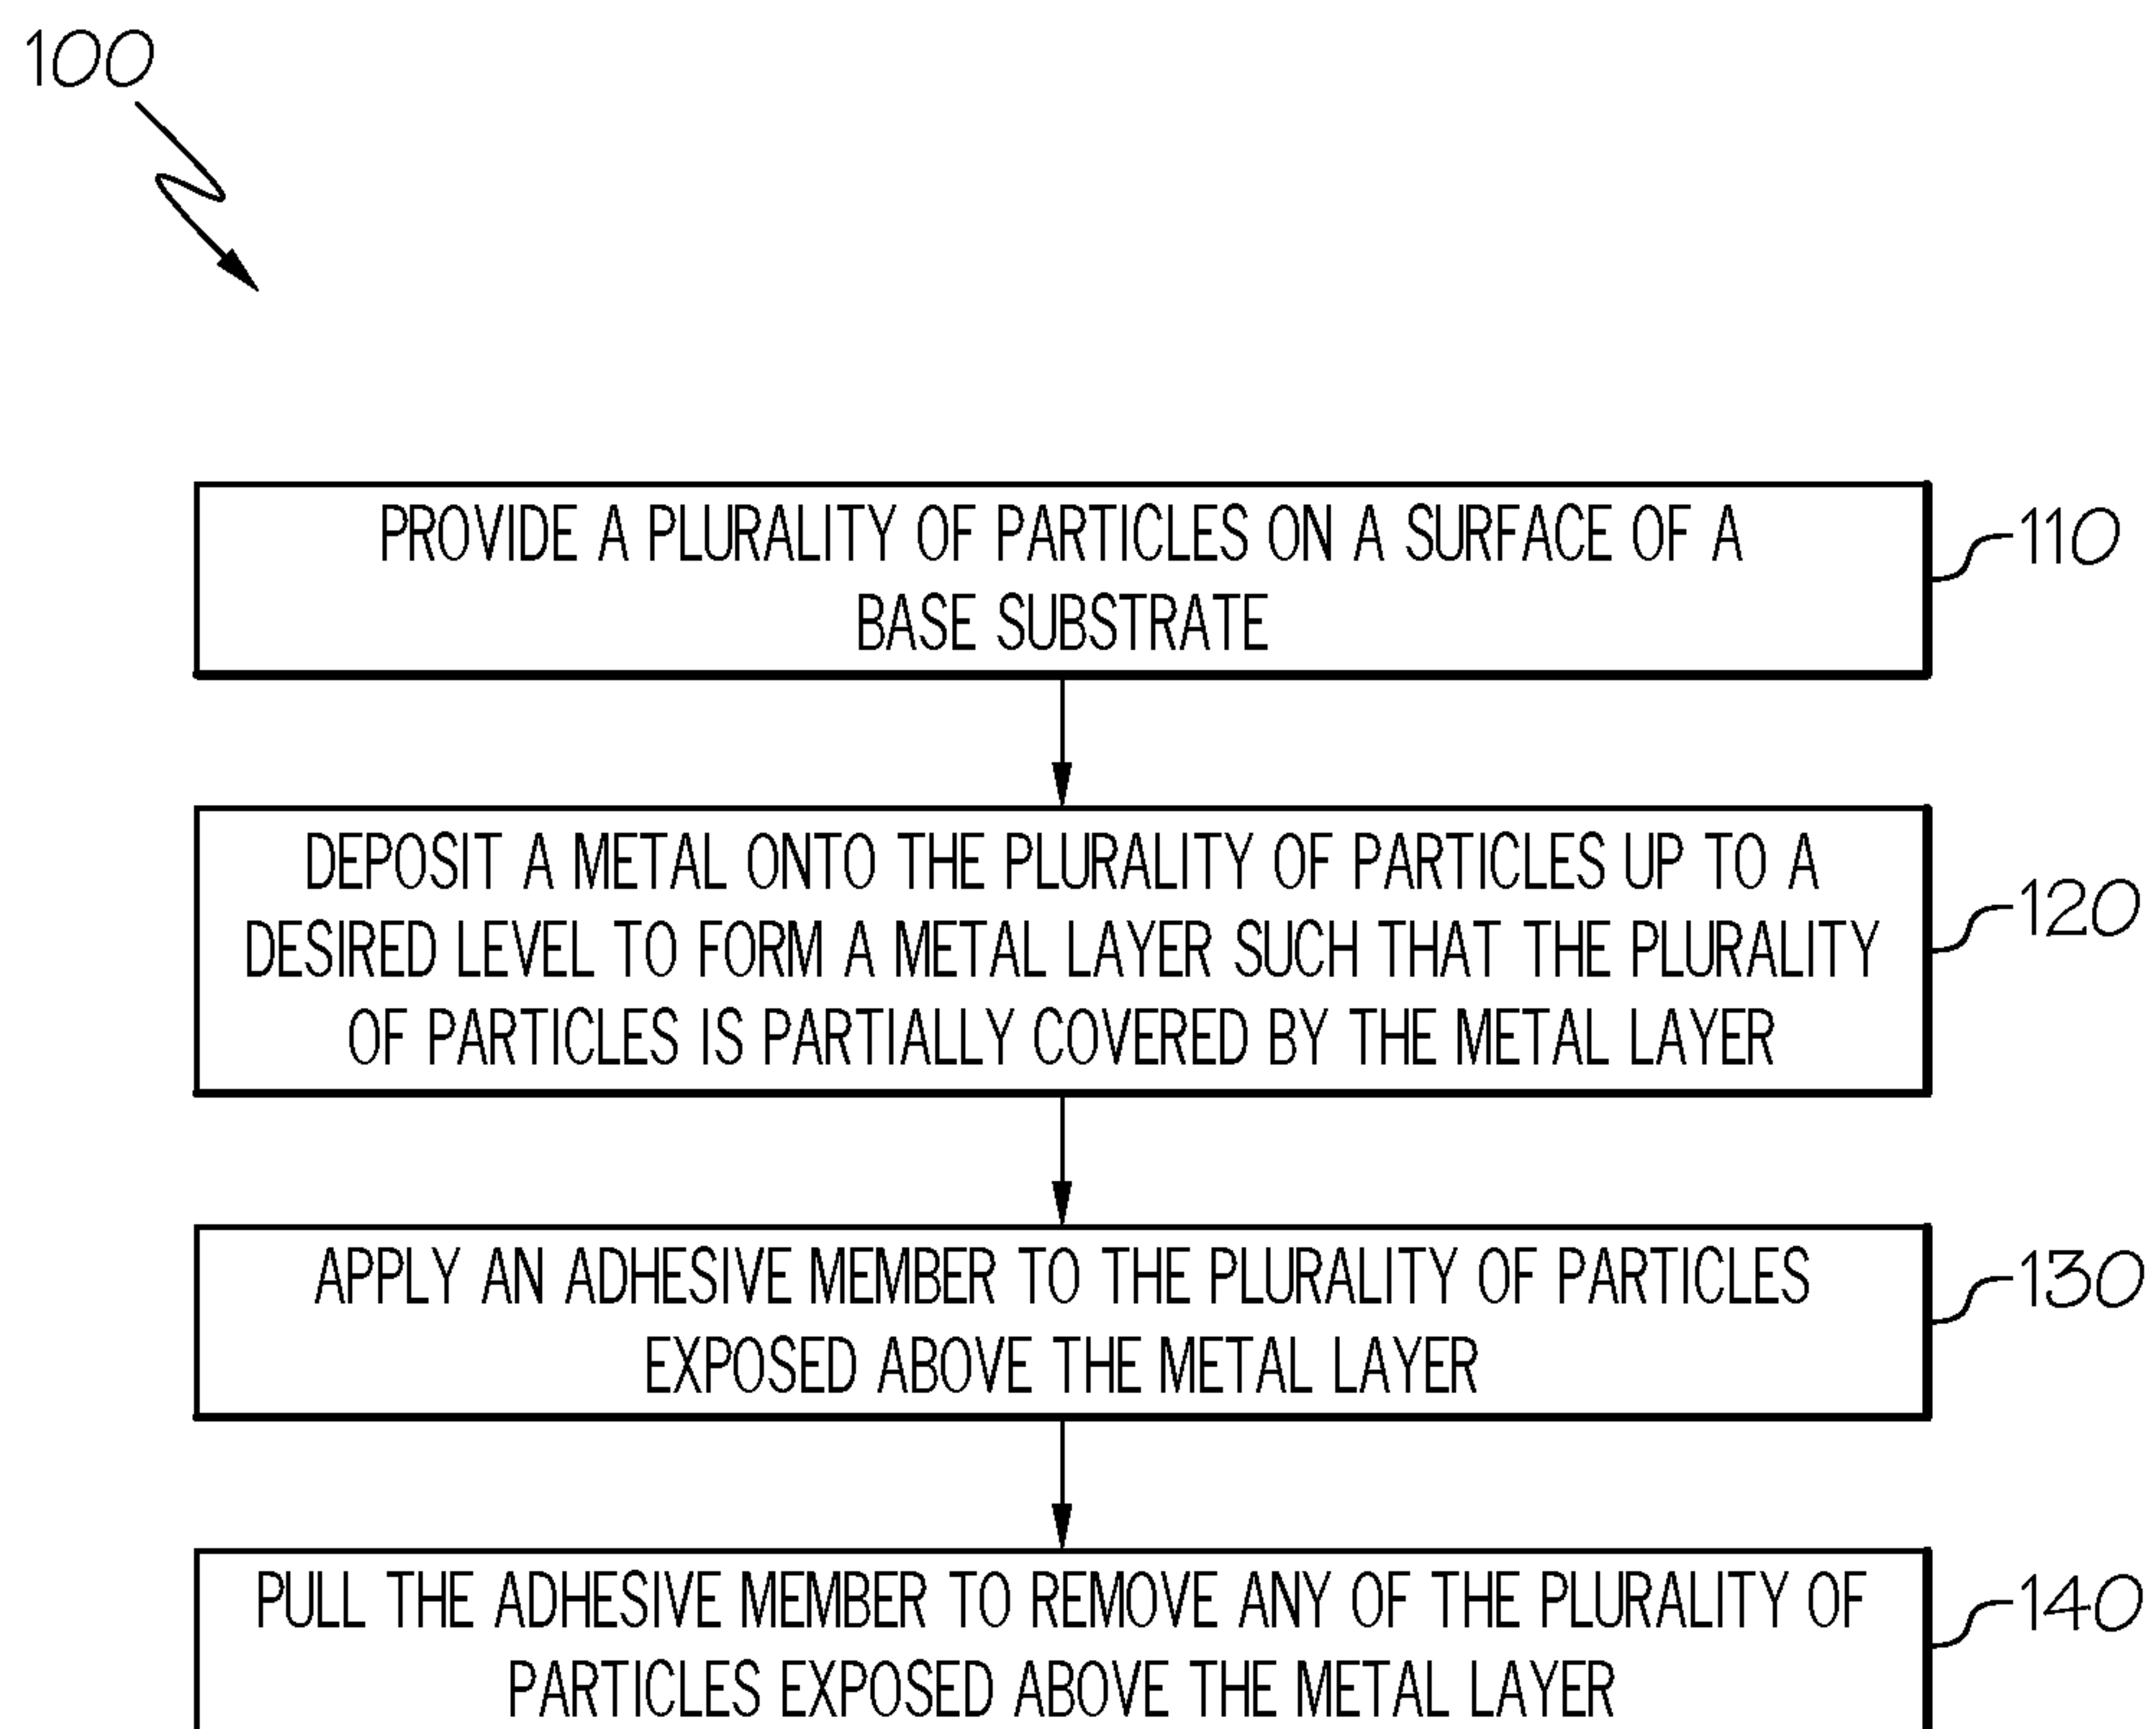 100
PROVIDE A PLURALITY OF PARTICLES ON A SURFACE OF A
BASE SUBSTRATE
110
DEPOSIT A METAL ONTO THE PLURALITY OF PARTICLES UP TO A
DESIRED LEVEL TO FORM A METAL LAYER SUCH THAT THE PLURALITY
OF PARTICLES IS PARTIALLY COVERED BY THE METAL LAYER
120
APPLY AN ADHESIVE MEMBER TO THE PLURALITY OF PARTICLES
EXPOSED ABOVE THE METAL LAYER
130
PULL THE ADHESIVE MEMBER TO REMOVE ANY OF THE PLURALITY OF
PARTICLES EXPOSED ABOVE THE METAL LAYER
140